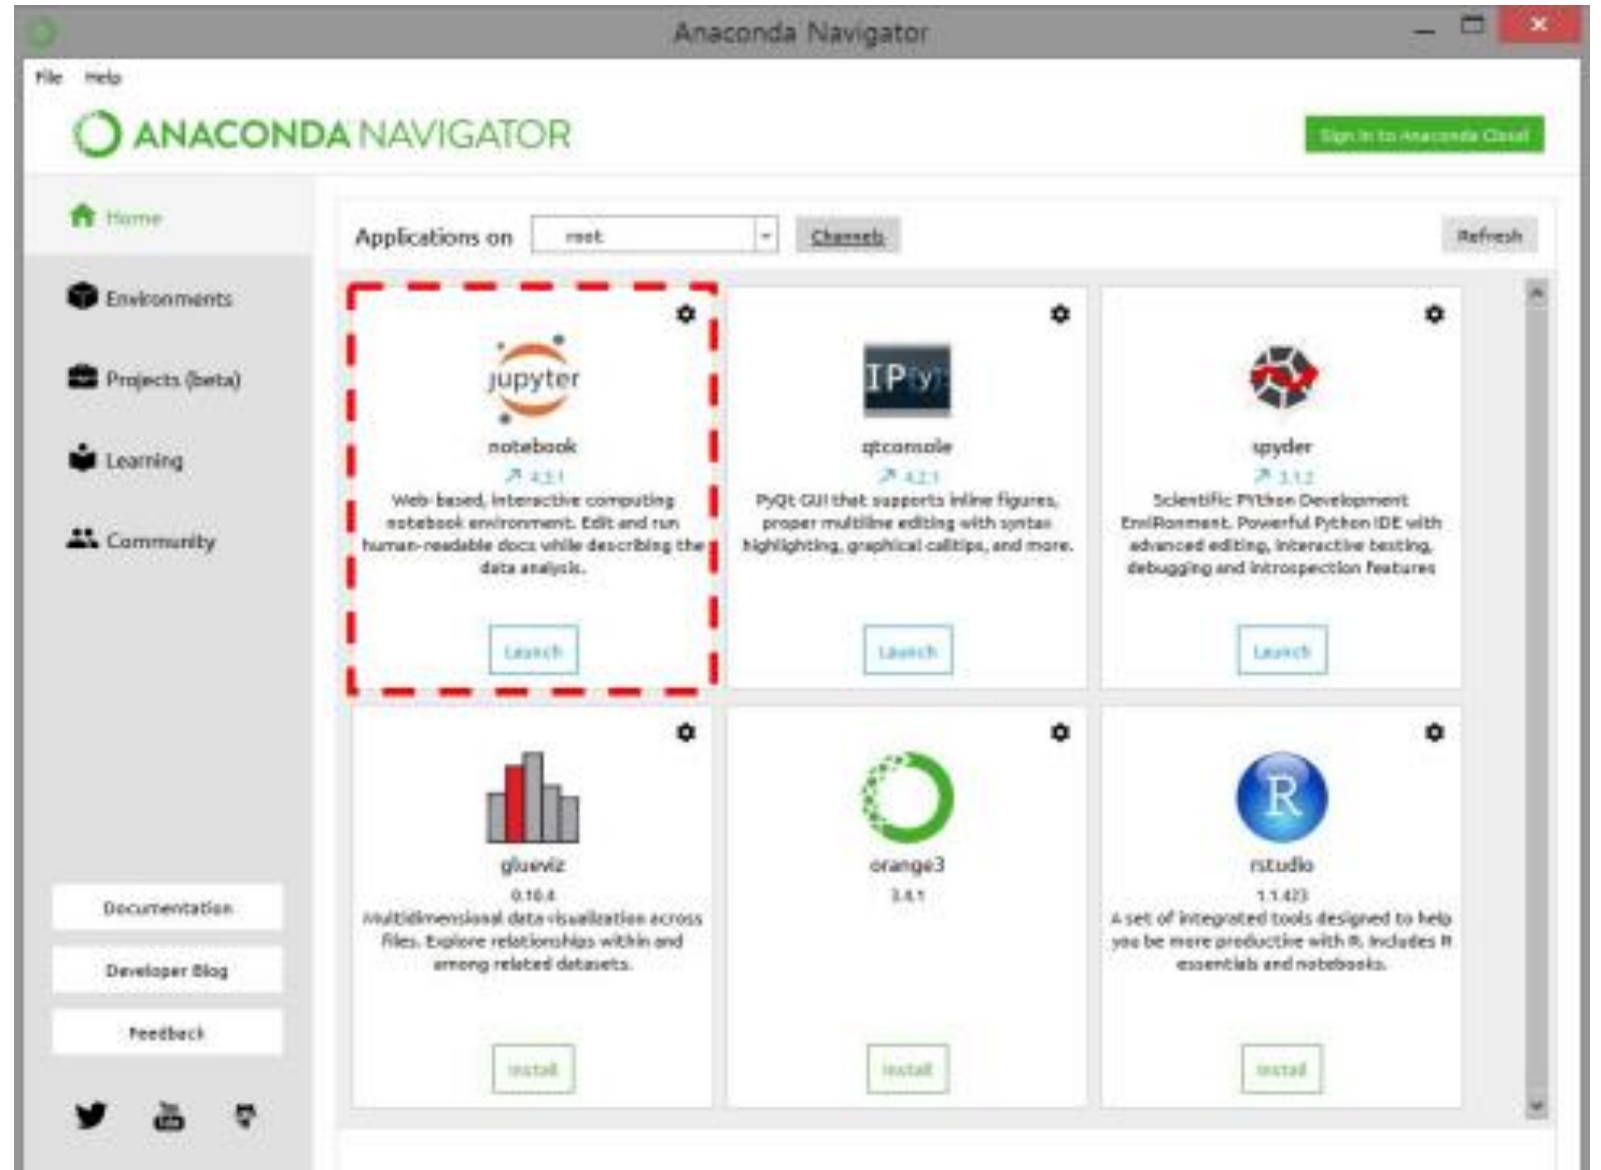 Anaconda Navigator
File Help
ANACONDA NAVIGATOR
Sign in to Anaconda Cloud
Home
Environments
Projects (beta)
Learning
Community
Documentation
Developer Blog
Feedback
Applications on root Channels Refresh
jupyter
notebook
Web-based, interactive computing
notebook environment. Edit and run
human-readable docs while describing the
data analysis.
Launch
IP[y]:
qtconsole
4.2.1
PyQt GUI that supports inline figures,
proper multiline editing with syntax
highlighting, graphical calltips, and more.
Launch
spyder
3.1.2
Scientific PYthon Development
EnviRonment. Powerful Python IDE with
advanced editing, interactive testing,
debugging and introspection features
Launch
glueviz
0.10.4
Multidimensional data visualization across
files. Explore relationships within and
among related datasets.
Install
orange3
3.4.1
Install
R
rstudio
1.1.423
A set of integrated tools designed to help
you be more productive with R. Includes R
essentials and notebooks.
Install
You
Tube